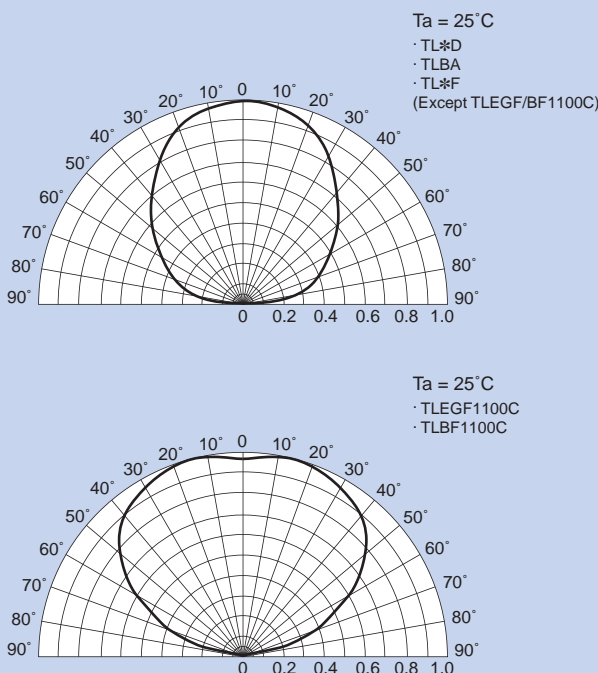 Ta = 25˚C
· TL✻D
· TLBA
· TL✻F
(Except TLEGF/BF1100C)
0
10˚ 10˚
20˚ 20˚
30˚ 30˚
40˚ 40˚
50˚ 50˚
60˚ 60˚
70˚ 70˚
80˚ 80˚
90˚ 90˚
0 0.2 0.4 0.6 0.8 1.0
Ta = 25˚C
· TLEGF1100C
· TLBF1100C
0
10˚ 10˚
20˚ 20˚
30˚ 30˚
40˚ 40˚
50˚ 50˚
60˚ 60˚
70˚ 70˚
80˚ 80˚
90˚ 90˚
0 0.2 0.4 0.6 0.8 1.0